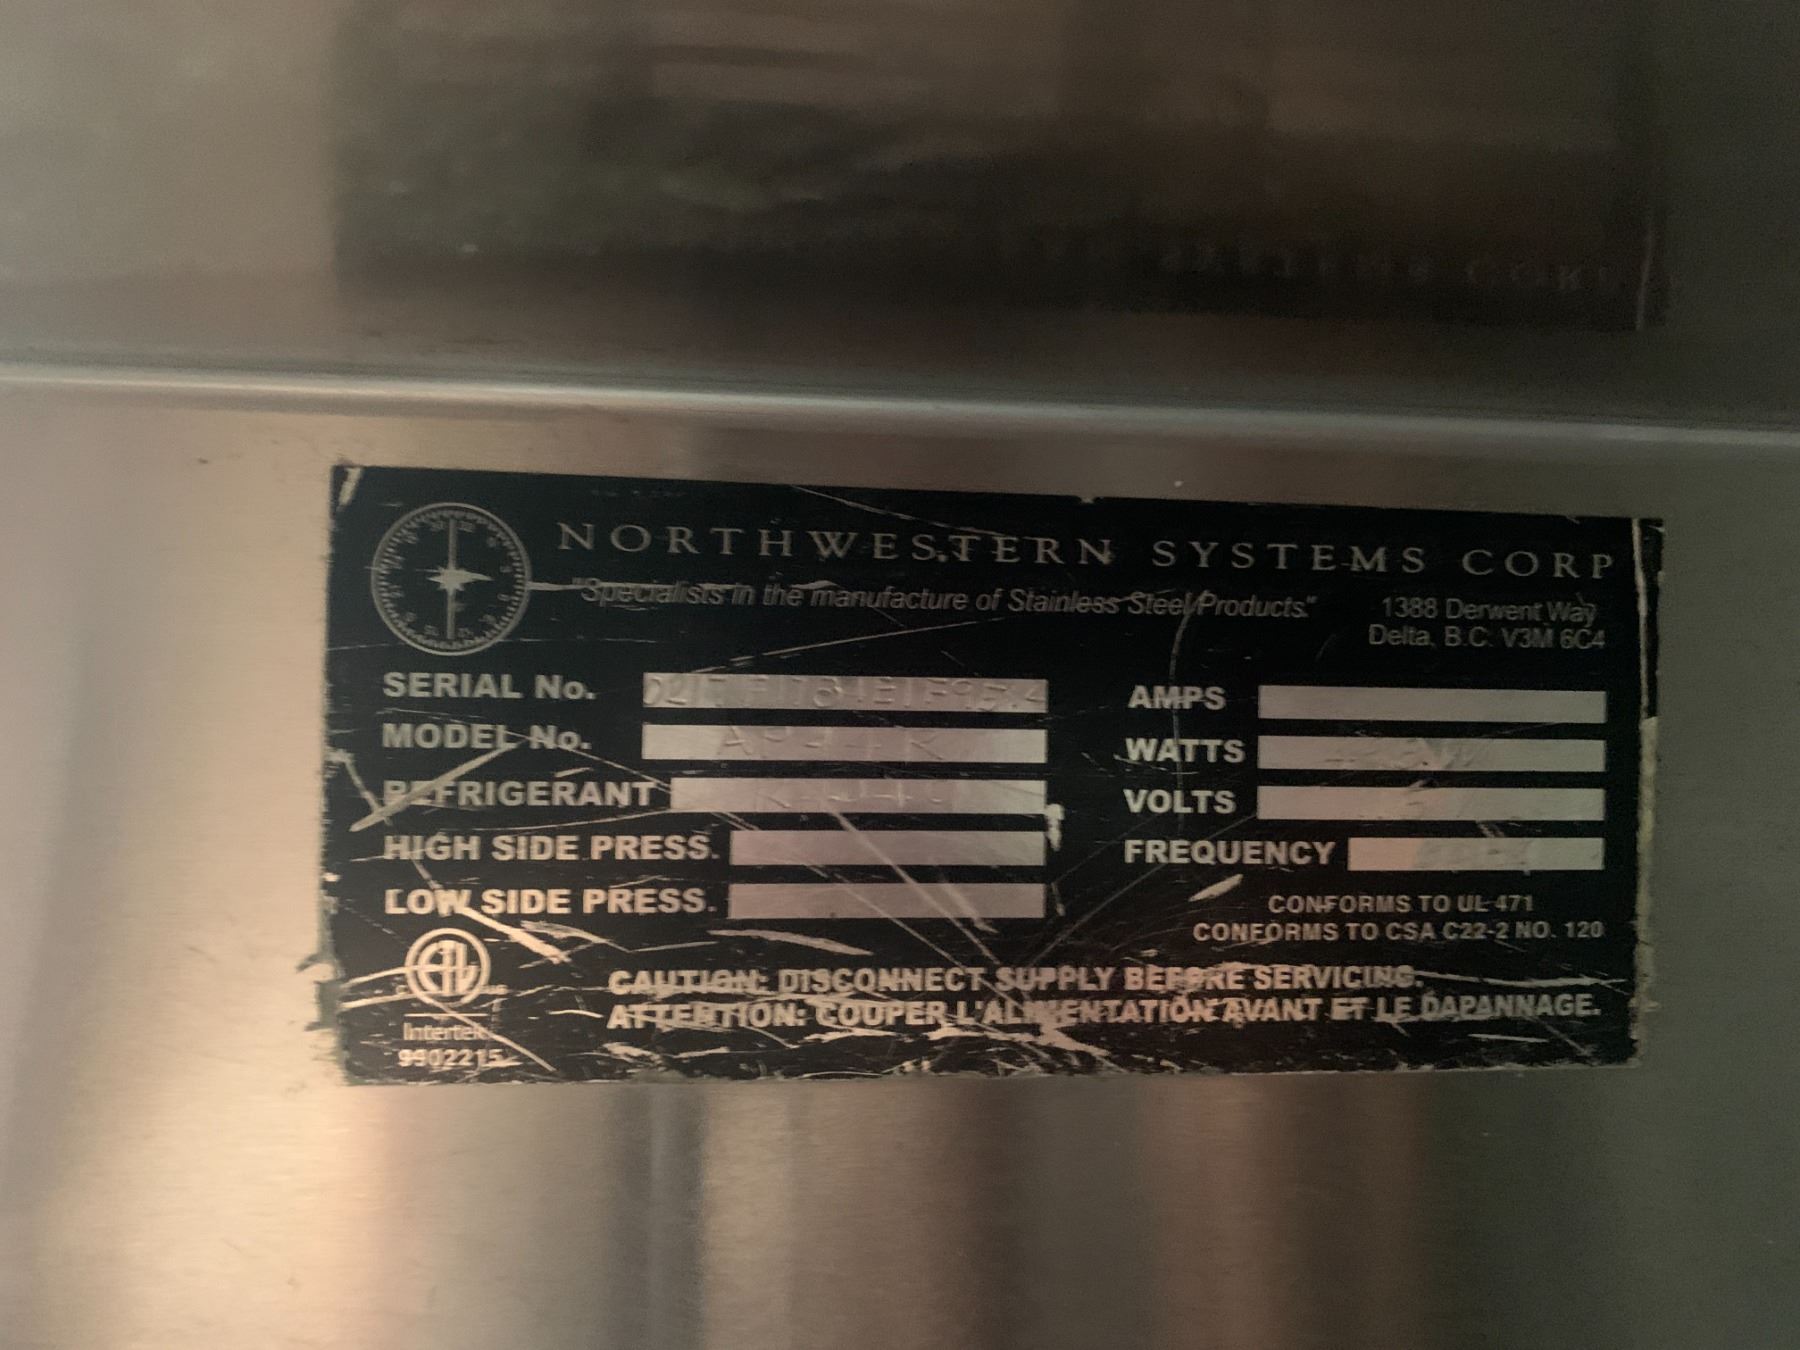 NORTHWESTERN SYSTEMS CORP
"Specialists in the manufacture of Stainless Steel Products."
1388 Derwent Way
Delta, B.C. V3M 6C4
SERIAL No.
MODEL No.
REFRIGERANT
HIGH SIDE PRESS.
LOW SIDE PRESS.
AMPS
WATTS
VOLTS
FREQUENCY
CONFORMS TO UL 471
CONFORMS TO CSA C22-2 NO. 120
Intertek
9902215
CAUTION: DISCONNECT SUPPLY BEFORE SERVICING.
ATTENTION: COUPER L'ALIMENTATION AVANT ET LE DAPANNAGE.